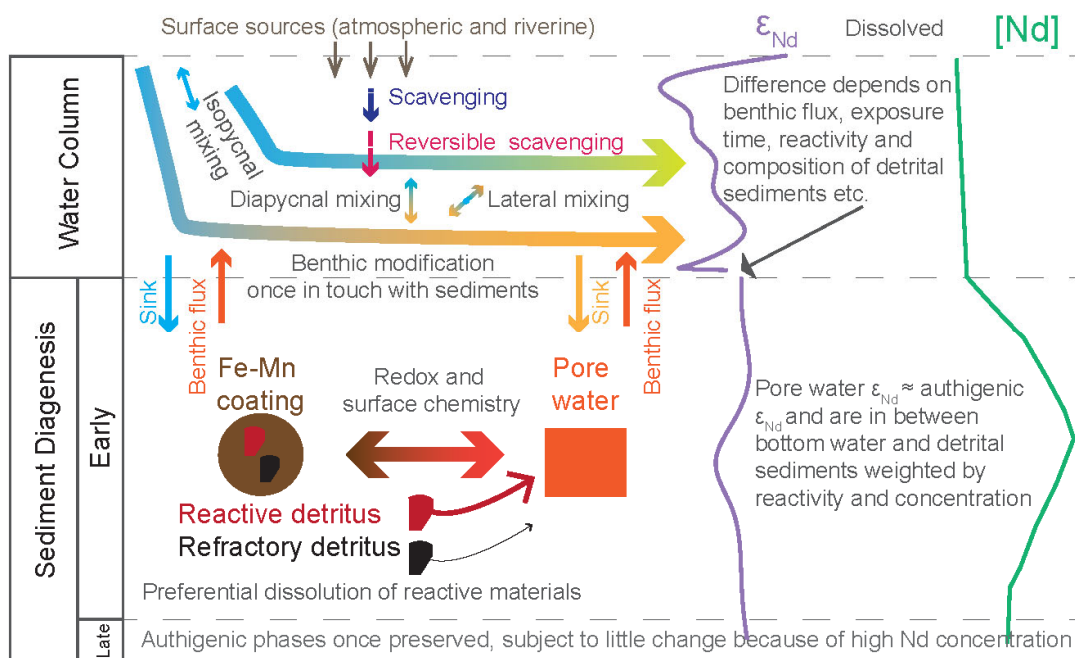 Surface sources (atmospheric and riverine)
εNd
Dissolved
[Nd]
Water Column
Isopycnal
mixing
Scavenging
Reversible scavenging
Diapycnal mixing
Lateral mixing
Difference depends on
benthic flux, exposure
time, reactivity and
composition of detrital
sediments etc.
Benthic modification
once in touch with sediments
Sink
Benthic flux
Sink
Benthic flux
Sediment Diagenesis
Early
Fe-Mn
coating
Redox and
surface chemistry
Pore
water
Pore water εNd ≈ authigenic
εNd and are in between
bottom water and detrital
sediments weighted by
reactivity and concentration
Reactive detritus
Refractory detritus
Preferential dissolution of reactive materials
Late
Authigenic phases once preserved, subject to little change because of high Nd concentration